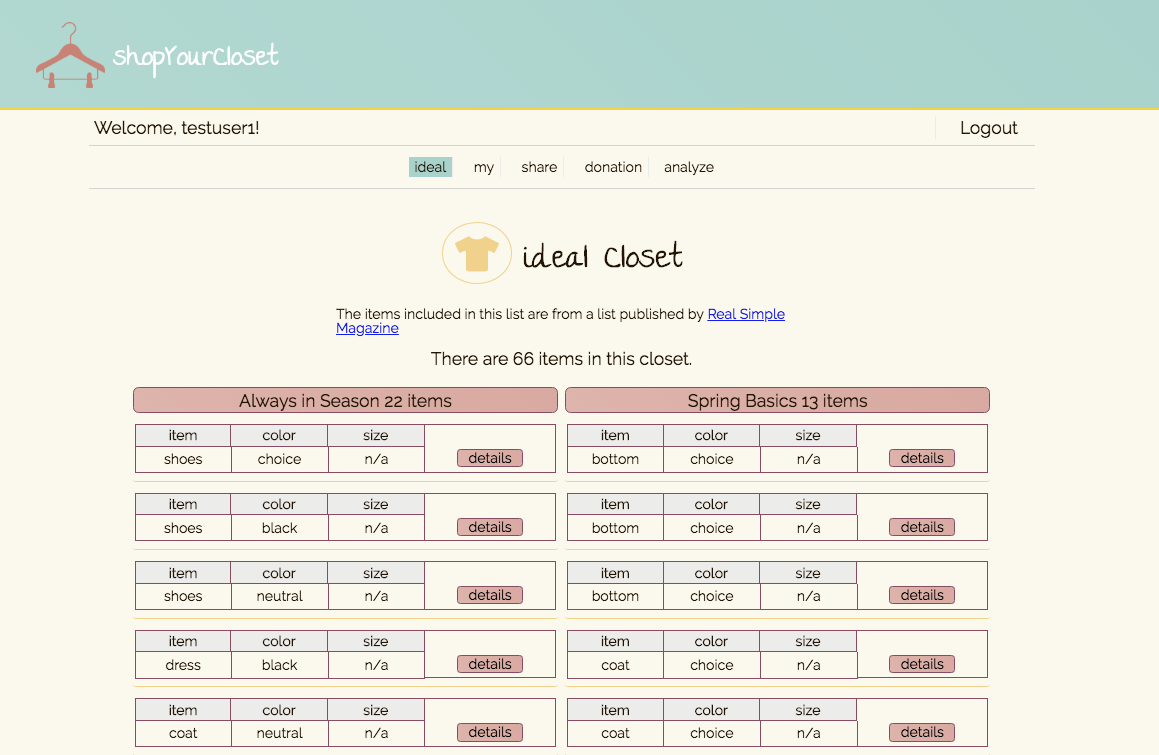 shopYourCloset
Welcome, testuser1!
Logout
ideal my share donation analyze
ideal Closet
The items included in this list are from a list published by Real Simple
Magazine
There are 66 items in this closet.
Always in Season 22 items
item color size
shoes choice n/a details
item color size
shoes black n/a details
item color size
shoes neutral n/a details
item color size
dress black n/a details
item color size
coat neutral n/a details
Spring Basics 13 items
item color size
bottom choice n/a details
item color size
bottom choice n/a details
item color size
bottom choice n/a details
item color size
coat choice n/a details
item color size
coat choice n/a details